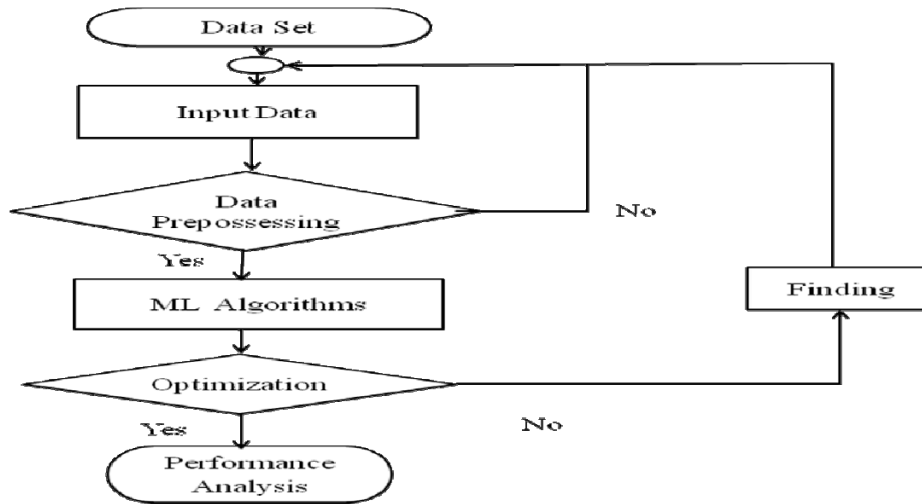 Data Set
Input Data
Data
Prepossessing
No
Yes
ML Algorithms
Finding
Optimization
Yes
No
Performance
Analysis